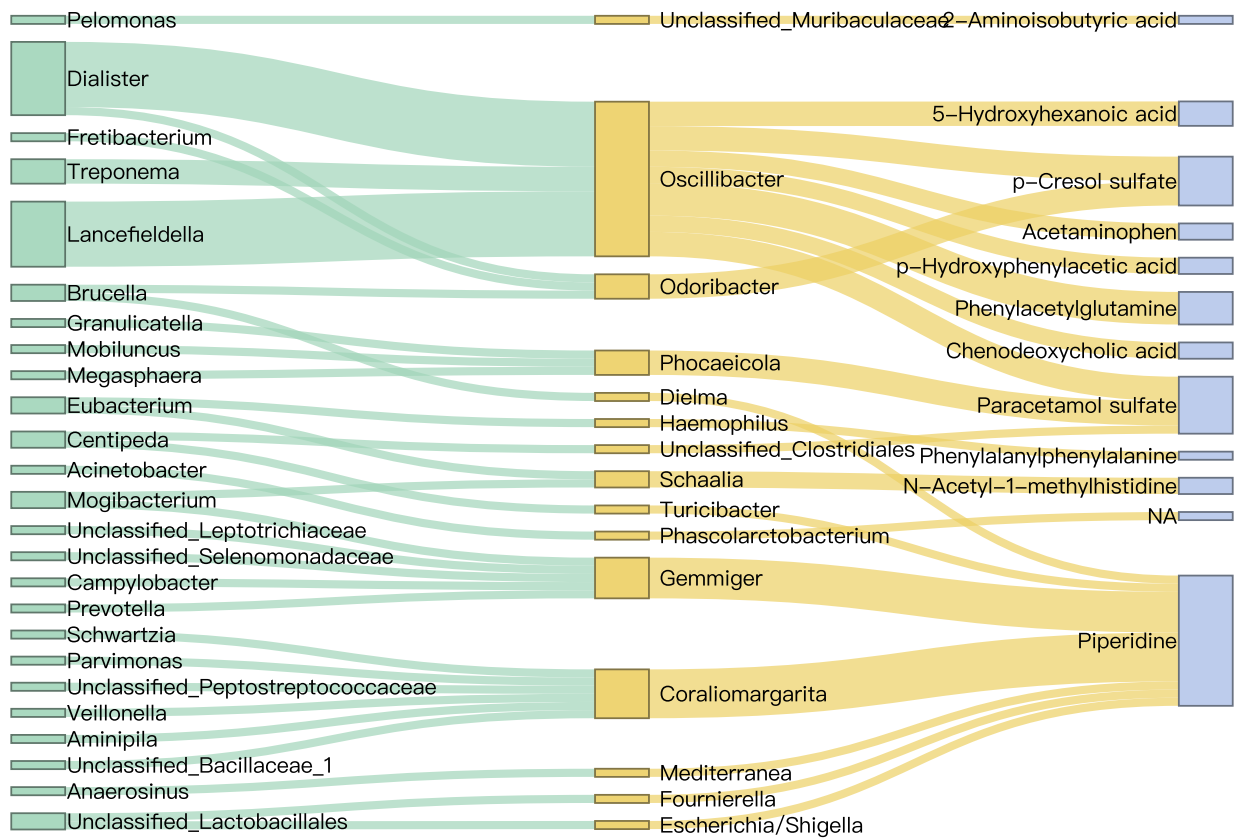 Pelomonas
Dialister
Fretibacterium
Treponema
Lancefieldella
Brucella
Granulicatella
Mobiluncus
Megasphaera
Eubacterium
Centipeda
Acinetobacter
Mogibacterium
Unclassified_Leptotrichiaceae
Unclassified_Selenomonadaceae
Campylobacter
Prevotella
Schwartzia
Parvimonas
Unclassified_Peptostreptococcaceae
Veillonella
Aminipila
Unclassified_Bacillaceae_1
Anaerosinus
Unclassified_Lactobacillales
Unclassified_Muribaculaceae
Oscillibacter
Odoribacter
Phocaeicola
Dielma
Haemophilus
Unclassified_Clostridiales
Schaalia
Turicibacter
Phascolarctobacterium
Gemmiger
Coraliomargarita
Mediterranea
Fournierella
Escherichia/Shigella
2−Aminoisobutyric acid
5−Hydroxyhexanoic acid
p−Cresol sulfate
Acetaminophen
p−Hydroxyphenylacetic acid
Phenylacetylglutamine
Chenodeoxycholic acid
Paracetamol sulfate
Phenylalanylphenylalanine
N−Acetyl−1−methylhistidine
NA
Piperidine